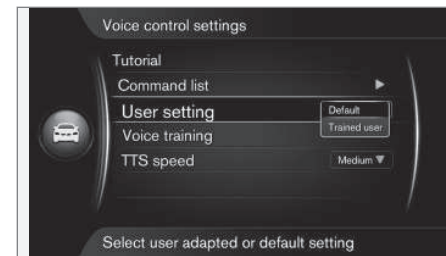 Voice control settings
Tutorial
Command list
User setting
Default
Trained user
Voice training
TTS speed
Medium
Select user adapted or default setting